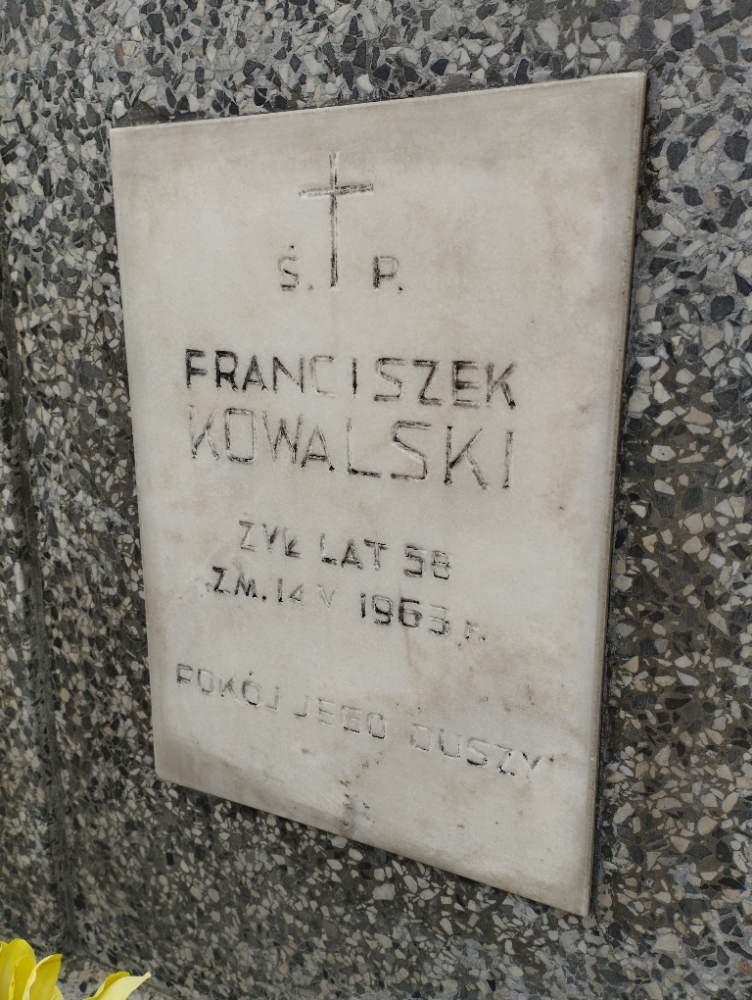 Ś. P.
FRANCISZEK
KOWALSKI
ŻYŁ LAT 58
ZM. 14 V 1963 r.
POKÓJ JEGO DUSZY